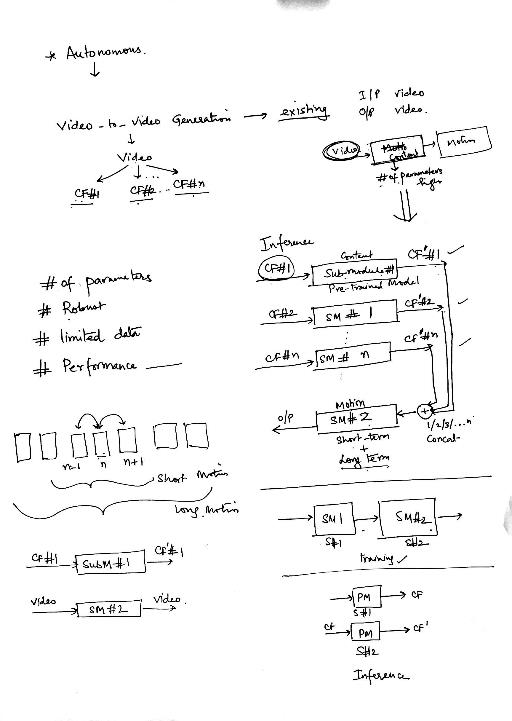 * Autonomous.
I/P video
O/P video.
Video-to-Video Generation → existing
Video
CF#1 CF#2 ... CF#n
Video Content Motion
# of parameters
high
Inference
Content
CF#1 Submodule #1 CF'#1
Pre-Trained Model
CF#2 SM # 1 CF'#2
CF#n SM # n CF'#n
# of parameters
# Robust
# limited data
# Performance
Motion
O/P SM#2 + 1/2/3/...n
Short-term Concat-
+
Long term
n-1 n n+1
Short Motion
Long Motion
SM1 SM#2
S#1 S#2
Training
CF#1 SubM#1 CF'#1
Video SM#2 Video.
PM CF
S#1
CF PM CF'
S#2
Inference